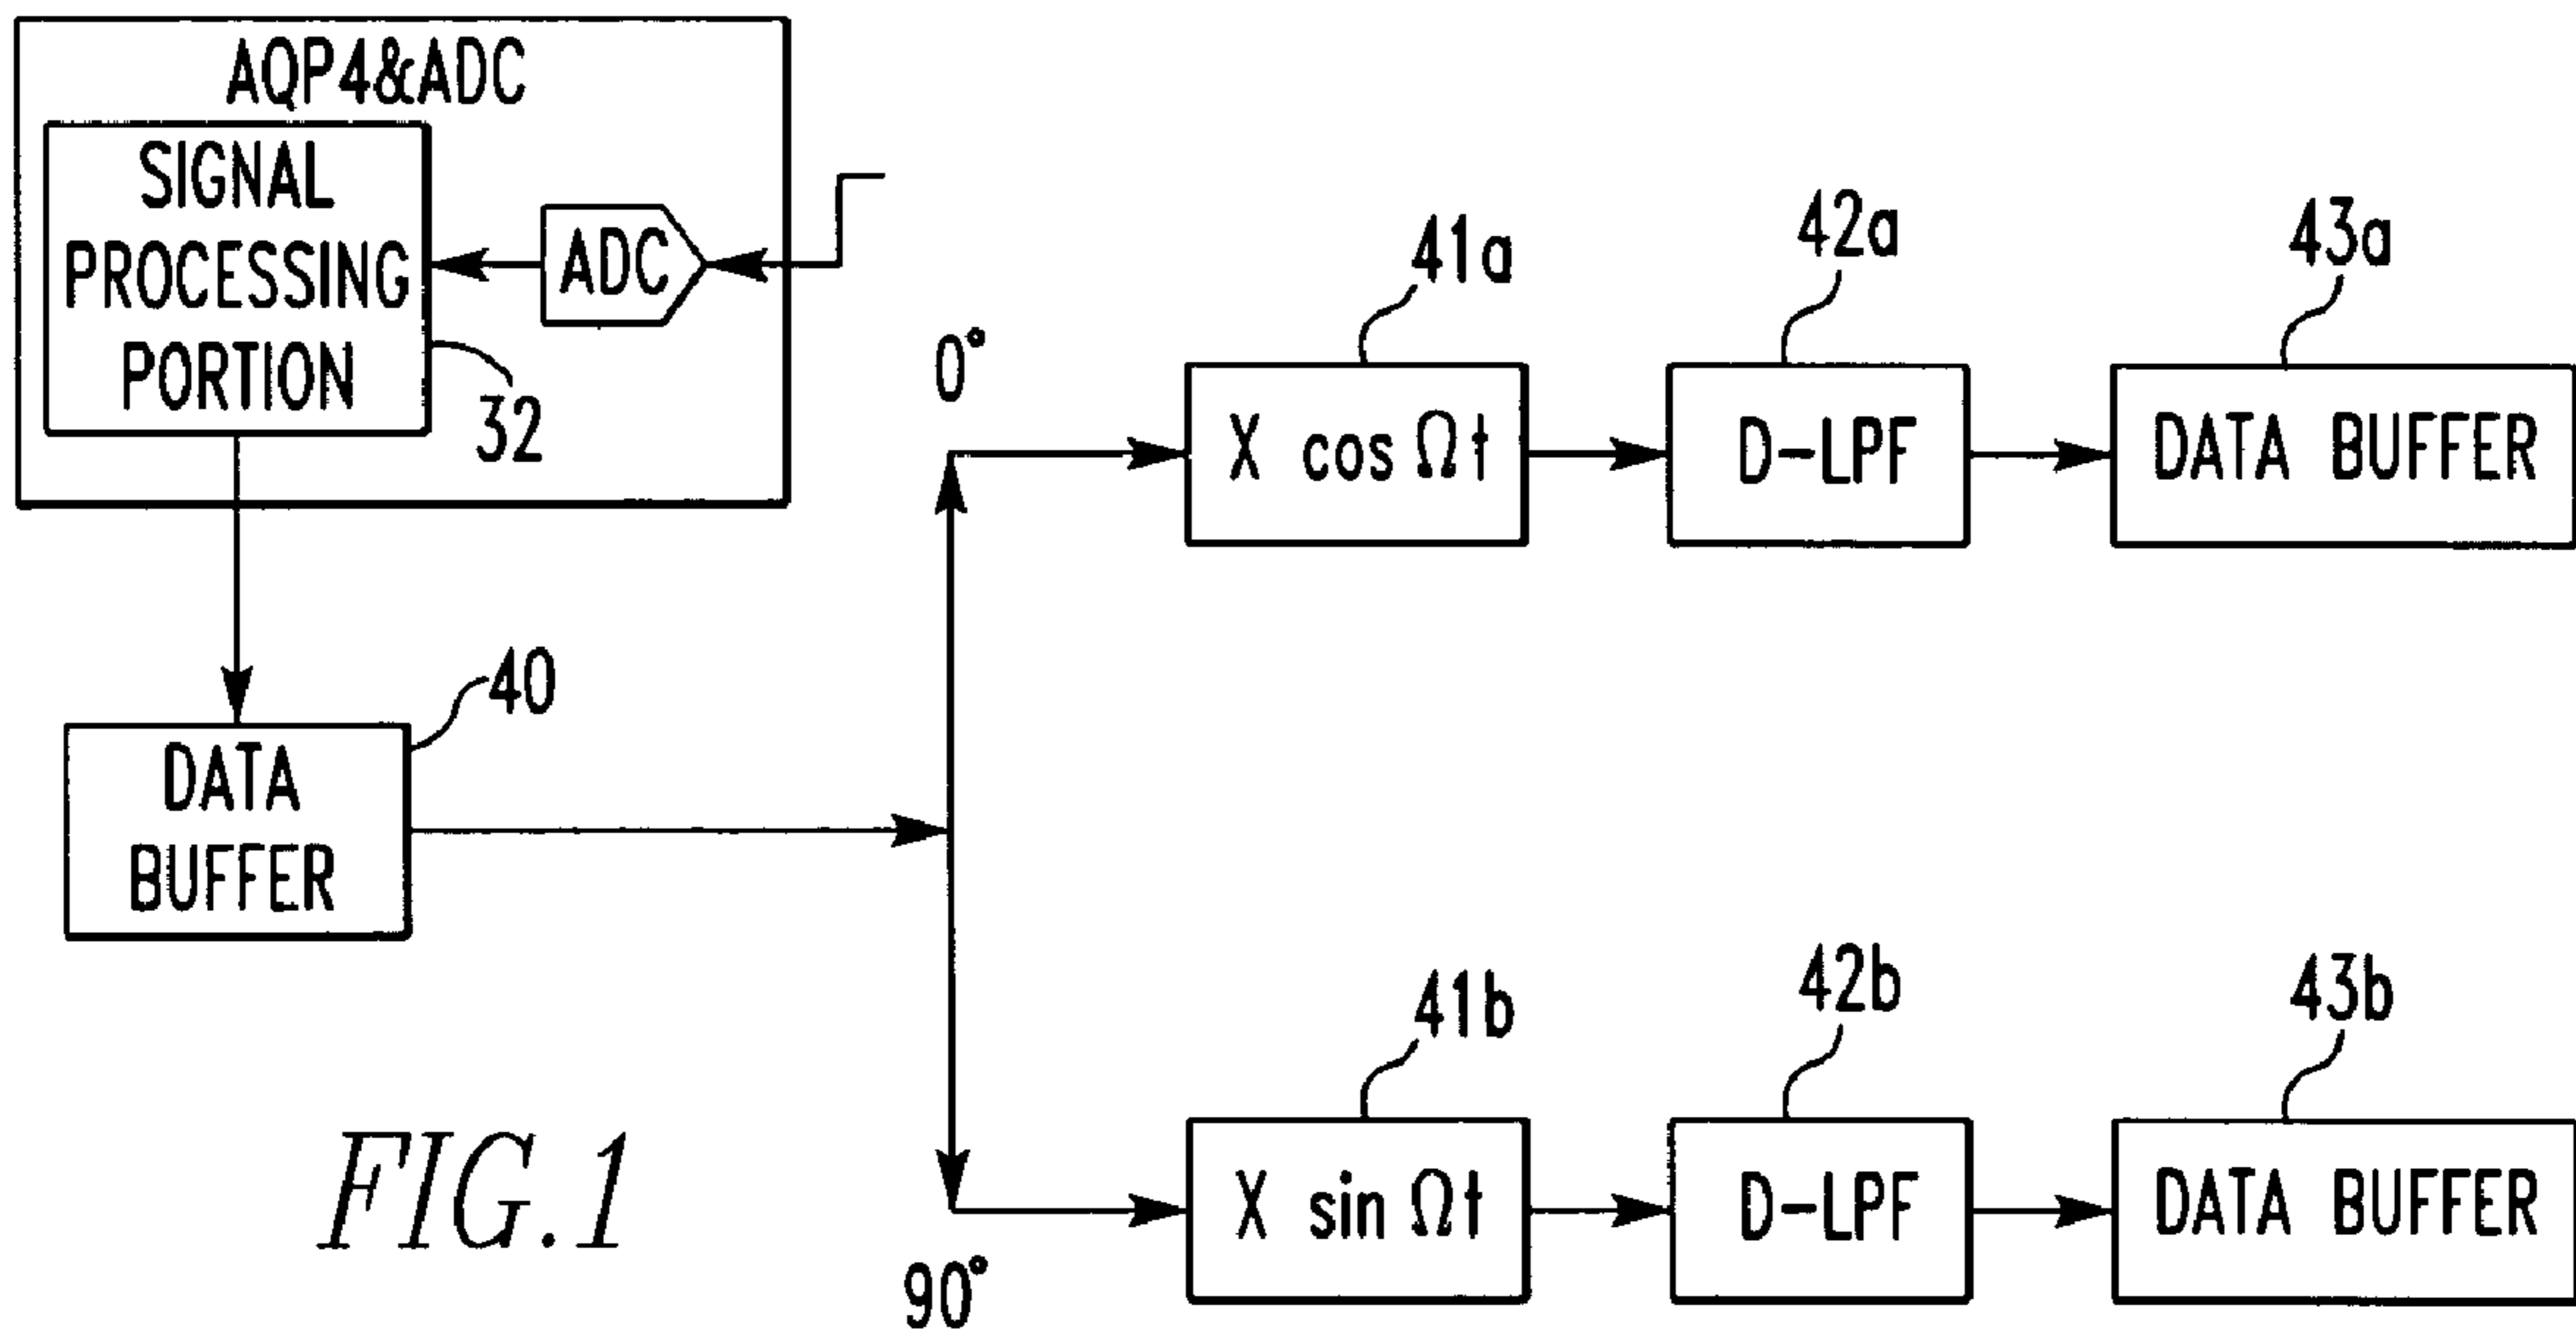 AQP4&ADC
SIGNAL
PROCESSING
PORTION
ADC
32
40
DATA
BUFFER
0°
41a
X cos Ωt
42a
D-LPF
43a
DATA BUFFER
90°
41b
X sin Ωt
42b
D-LPF
43b
DATA BUFFER
FIG.1